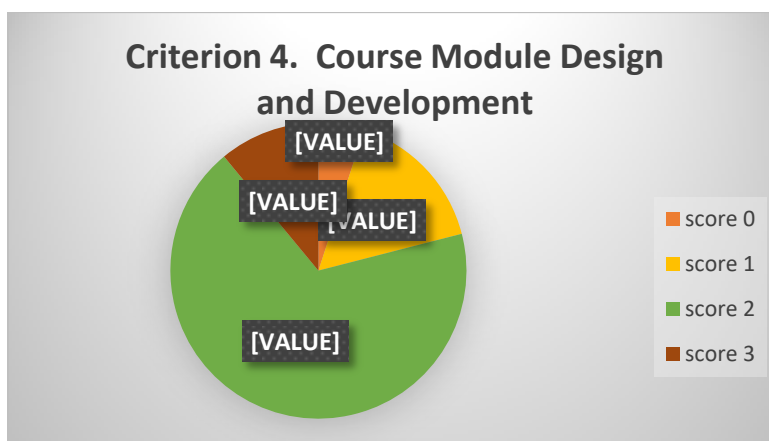 Criterion 4.  Course Module Design
and Development
[VALUE]
[VALUE]
[VALUE]
[VALUE]
score 0
score 1
score 2
score 3